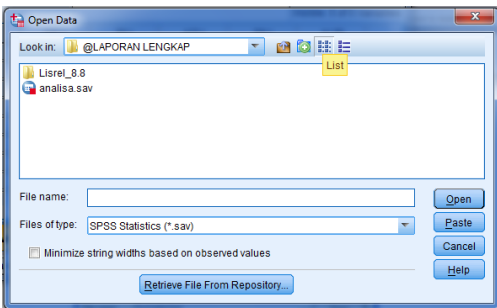 Open Data
Look in: @LAPORAN LENGKAP
List
Lisrel_8.8
analisa.sav
File name:
Open
Files of type: SPSS Statistics (*.sav)
Paste
Minimize string widths based on observed values
Cancel
Help
Retrieve File From Repository...